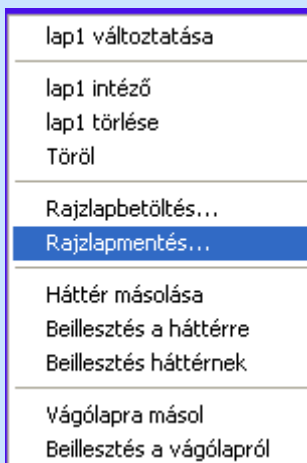 lap1 változtatása
lap1 intéző
lap1 törlése
Töröl
Rajzlapbetöltés...
Rajzlapmentés...
Háttér másolása
Beillesztés a háttérre
Beillesztés háttérnek
Vágólapra másol
Beillesztés a vágólapról